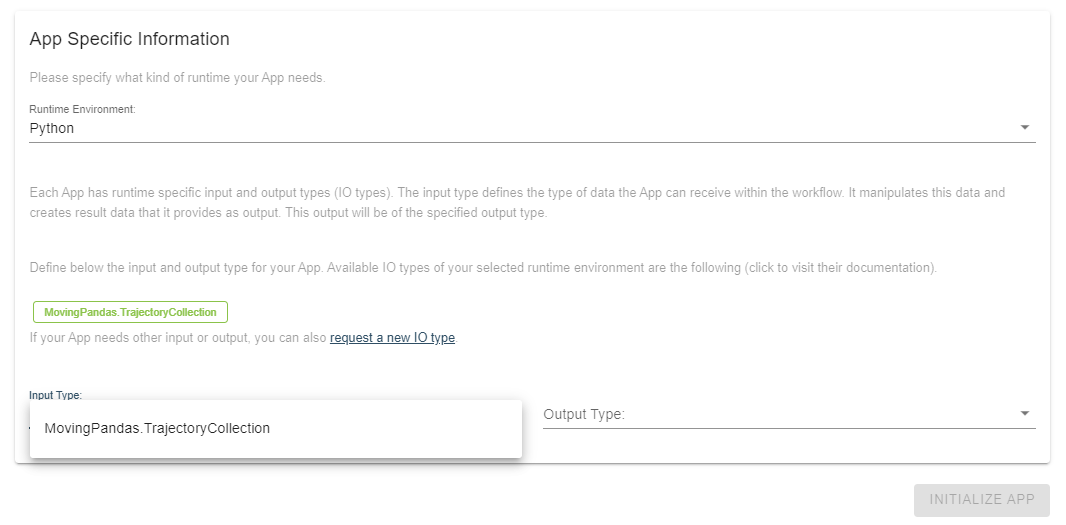 App Specific Information
Please specify what kind of runtime your App needs.
Runtime Environment:
Python
Each App has runtime specific input and output types (IO types). The input type defines the type of data the App can receive within the workflow. It manipulates this data and
creates result data that it provides as output. This output will be of the specified output type.
Define below the input and output type for your App. Available IO types of your selected runtime environment are the following (click to visit their documentation).
MovingPandas.TrajectoryCollection
If your App needs other input or output, you can also request a new IO type.
Input Type:
MovingPandas.TrajectoryCollection
Output Type:
INITIALIZE APP